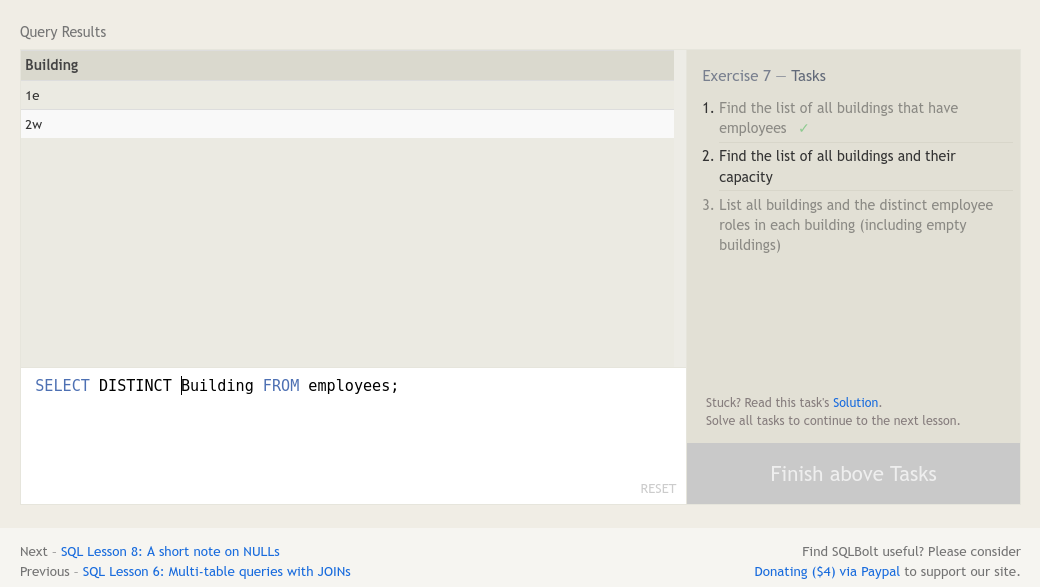 Query Results
Building
1e
2w
SELECT DISTINCT Building FROM employees;
RESET
Exercise 7 — Tasks
1. Find the list of all buildings that have
employees ✓
2. Find the list of all buildings and their
capacity
3. List all buildings and the distinct employee
roles in each building (including empty
buildings)
Stuck? Read this task's Solution.
Solve all tasks to continue to the next lesson.
Finish above Tasks
Next – SQL Lesson 8: A short note on NULLs
Previous – SQL Lesson 6: Multi-table queries with JOINs
Find SQLBolt useful? Please consider
Donating ($4) via Paypal to support our site.